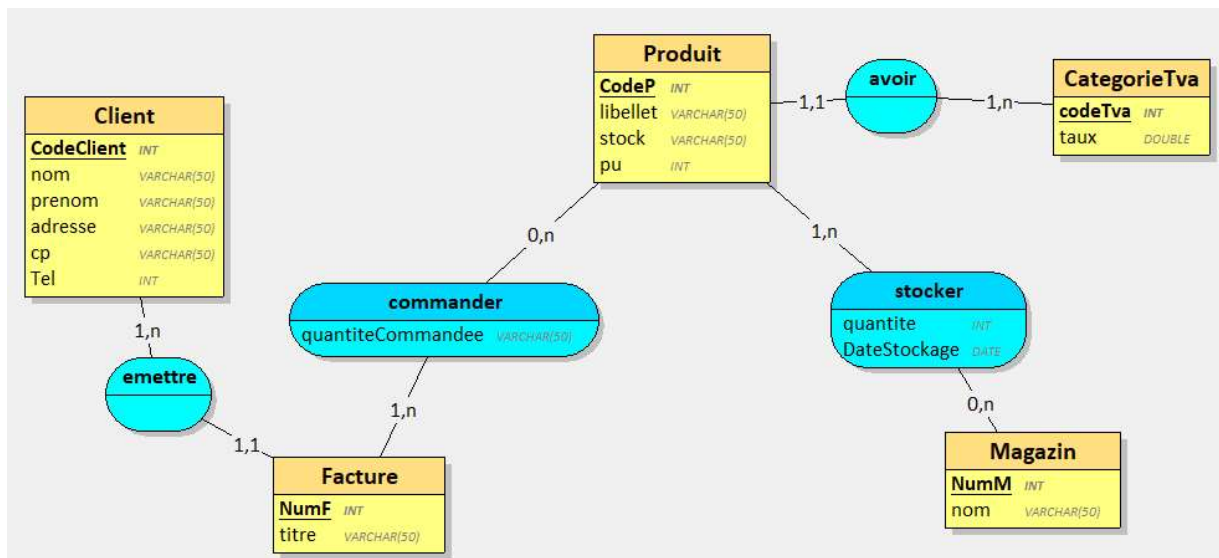 Client
CodeClient INT
nom VARCHAR(50)
prenom VARCHAR(50)
adresse VARCHAR(50)
cp VARCHAR(50)
Tel INT
1,n
emettre
1,1
Facture
NumF INT
titre VARCHAR(50)
1,n
commander
quantiteCommandee VARCHAR(50)
0,n
Produit
CodeP INT
libellet VARCHAR(50)
stock VARCHAR(50)
pu INT
1,1
avoir
1,n
CategorieTva
codeTva INT
taux DOUBLE
1,n
stocker
quantite INT
DateStockage DATE
0,n
Magazin
NumM INT
nom VARCHAR(50)